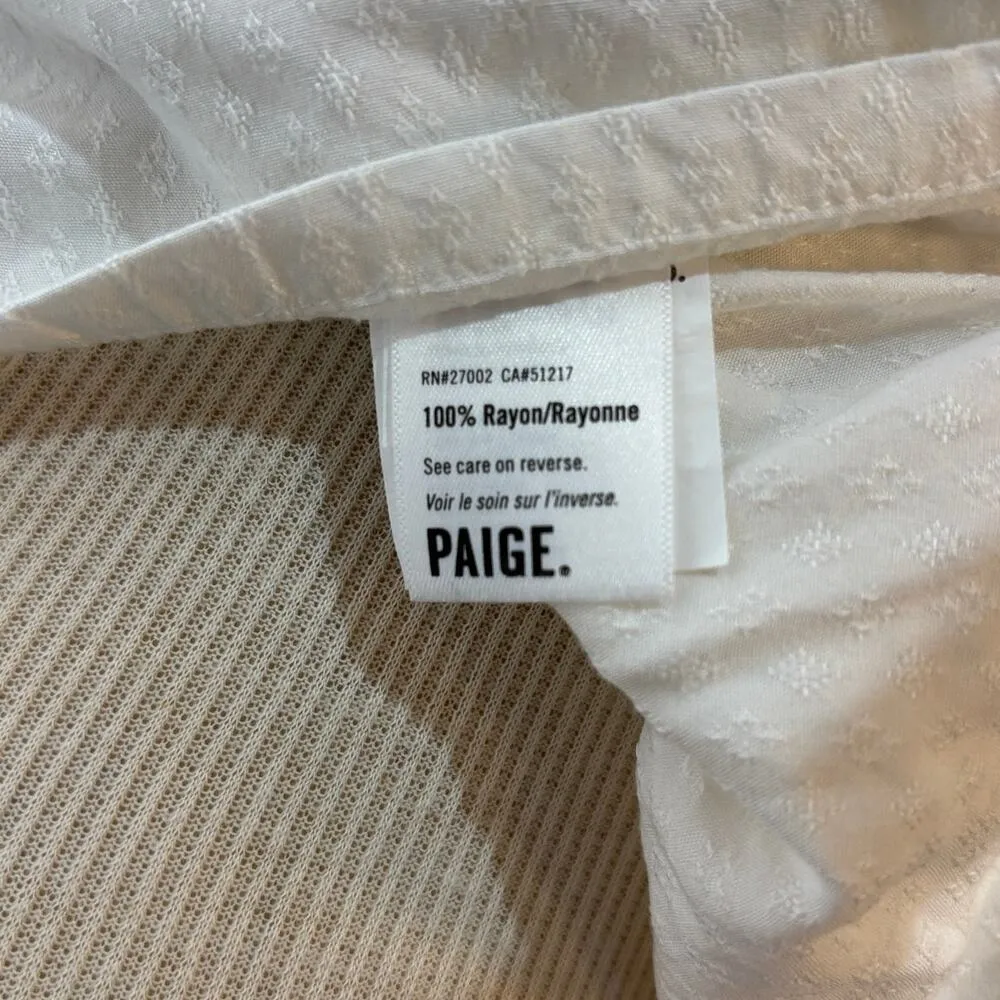 RN#27002 CA#51217
100% Rayon/Rayonne
See care on reverse.
Voir le soin sur l'inverse.
PAIGE.